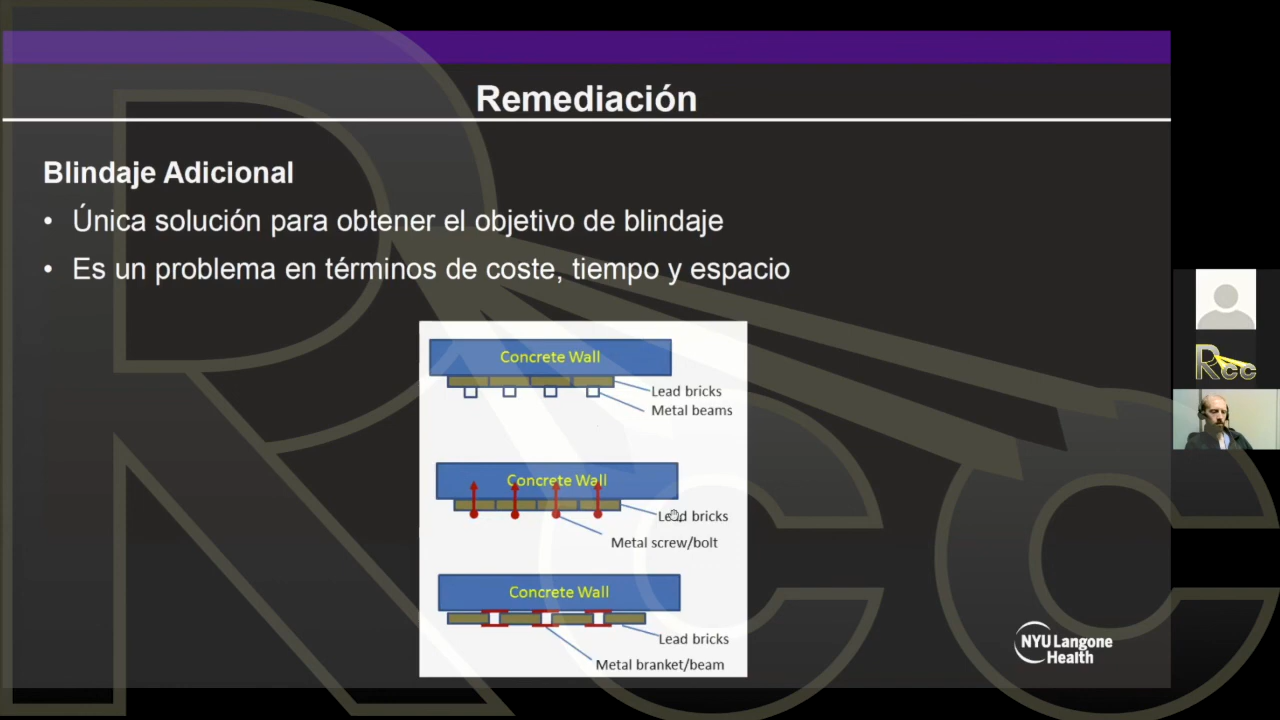 Remediación
Blindaje Adicional
• Única solución para obtener el objetivo de blindaje
• Es un problema en términos de coste, tiempo y espacio
Concrete Wall
Lead bricks
Metal beams
Concrete Wall
Lead bricks
Metal screw/bolt
Concrete Wall
Lead bricks
Metal branket/beam
NYU Langone
Health
Rcc
Rcc